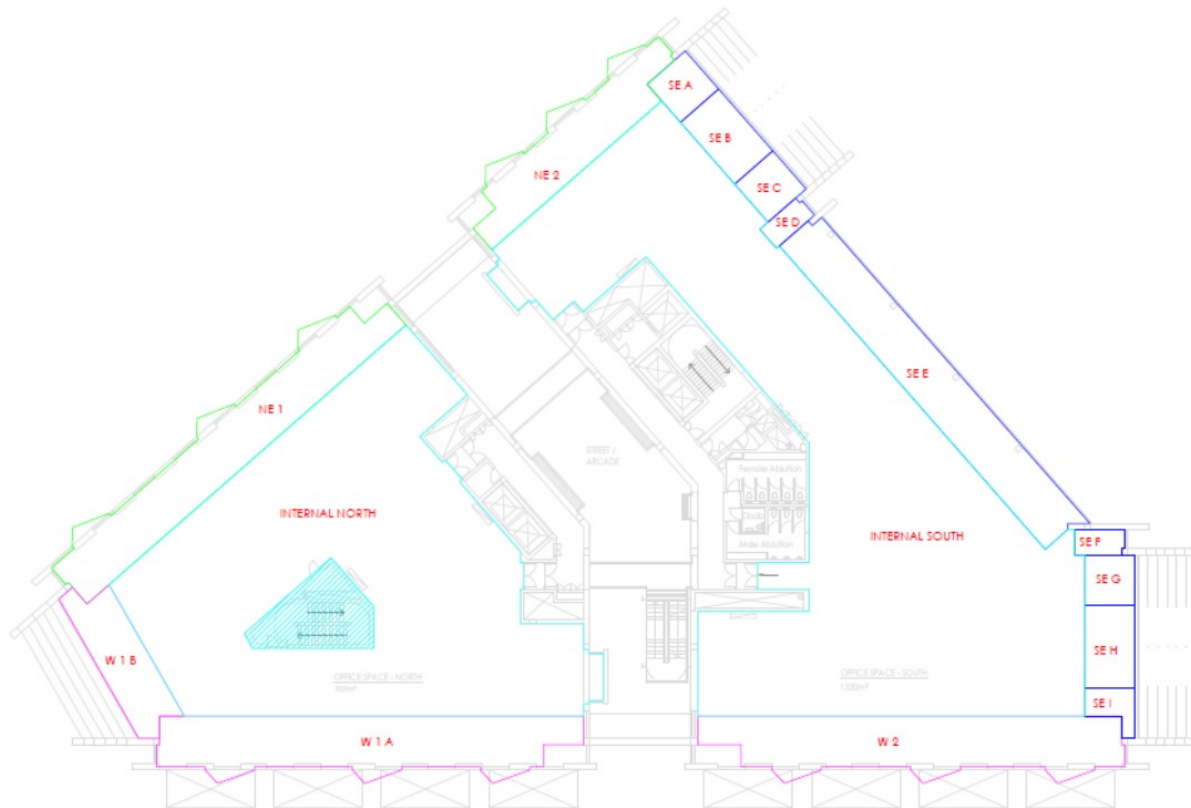 SE A
SE B
NE 2
SE C
SE D
SE E
NE 1
STREET /
ARCADE
Female Ablution
INTERNAL NORTH
Male Ablution
INTERNAL SOUTH
SE F
SE G
W 1 B
SE H
OFFICE SPACE - NORTH
OFFICE SPACE - SOUTH
SE I
W 1 A
W 2